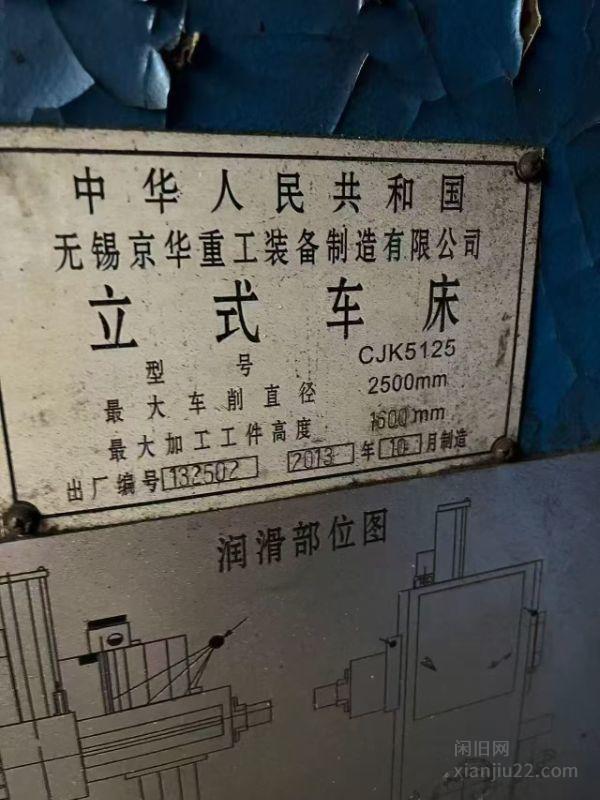 中华人民共和国
无锡京华重工装备制造有限公司
立式车床
型号 CJK5125
最大车削直径 2500mm
最大加工工件高度 1600mm
出厂编号 132502 2013 年 10 月制造
润滑部位图
闲旧网
xianjiu22.com